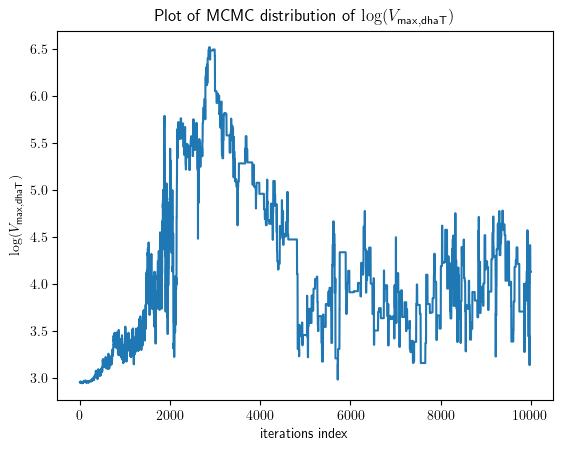 Plot of MCMC distribution of log(V_max,dhaT)
log(V_max,dhaT)
6.5
6.0
5.5
5.0
4.5
4.0
3.5
3.0
0 2000 4000 6000 8000 10000
iterations index